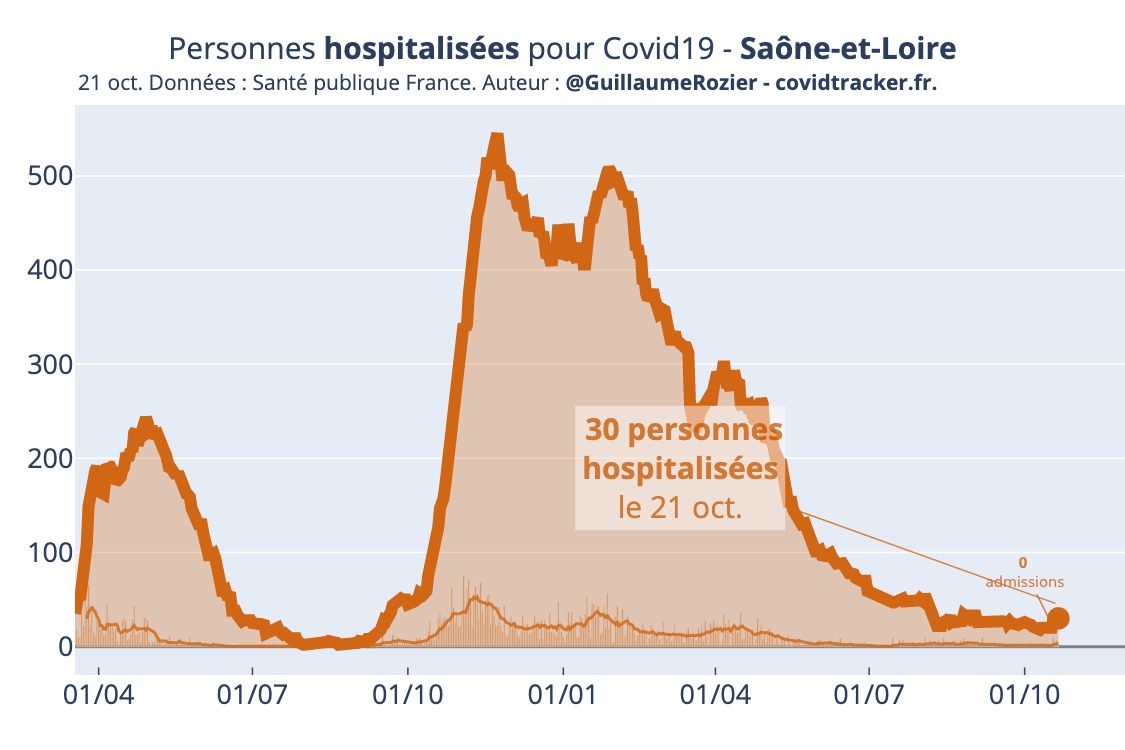 Personnes hospitalisées pour Covid19 - Saône-et-Loire
21 oct. Données : Santé publique France. Auteur : @GuillaumeRozier - covidtracker.fr.
500
400
300
200
100
0
30 personnes
hospitalisées
le 21 oct.
0
admissions
01/04 01/07 01/10 01/01 01/04 01/07 01/10